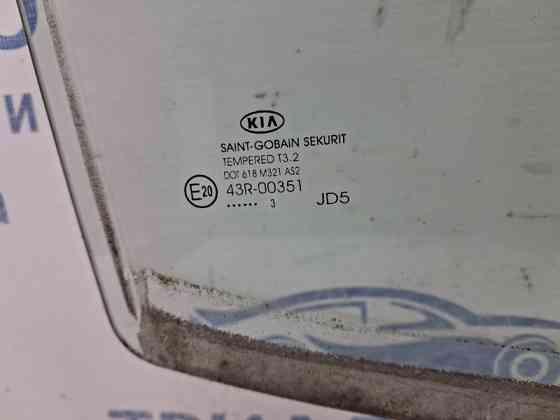 KIA
SAINT-GOBAIN SEKURIT
TEMPERED T3.2
DOT 618 M321 AS2
E20 43R-00351
...... 3 JD5